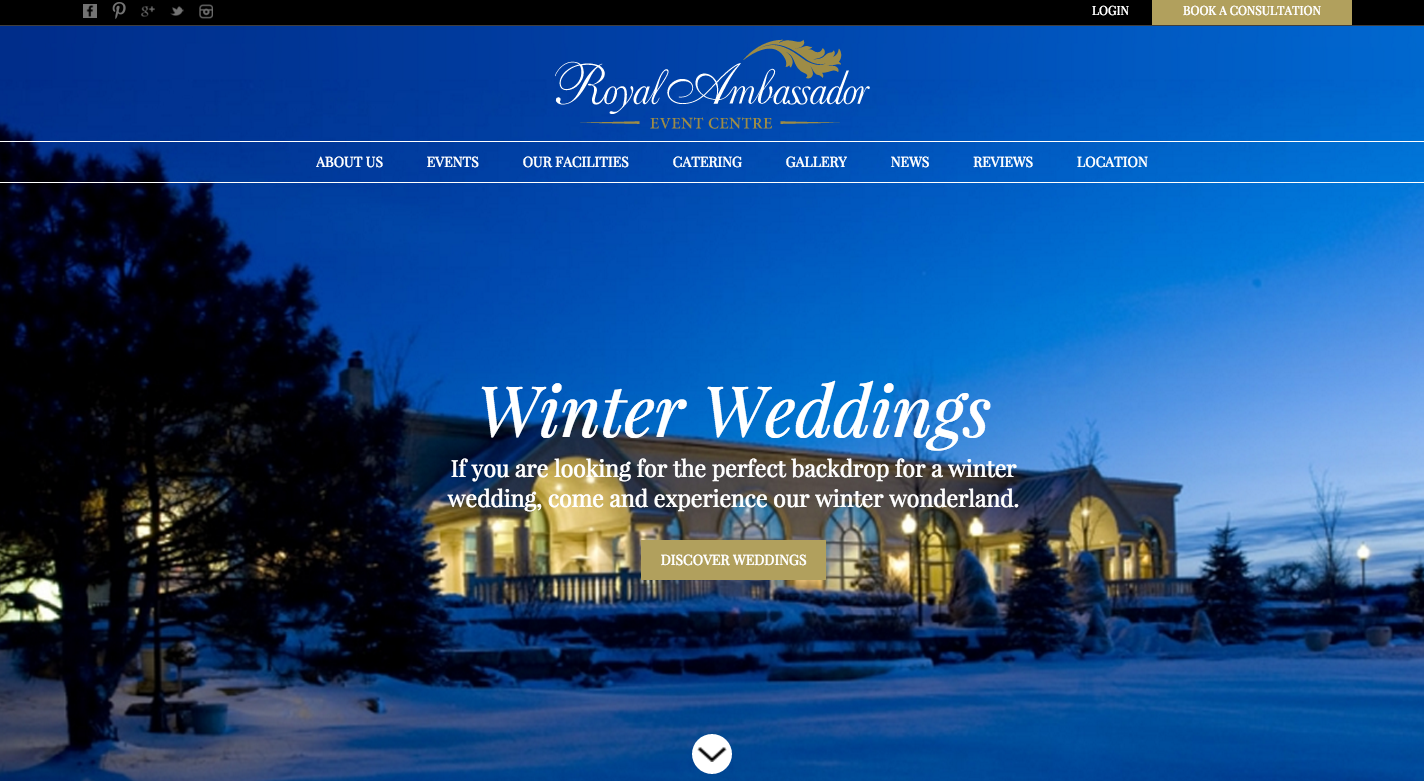 LOGIN
BOOK A CONSULTATION
Royal Ambassador
EVENT CENTRE
ABOUT US
EVENTS
OUR FACILITIES
CATERING
GALLERY
NEWS
REVIEWS
LOCATION
Winter Weddings
If you are looking for the perfect backdrop for a winter
wedding, come and experience our winter wonderland.
DISCOVER WEDDINGS